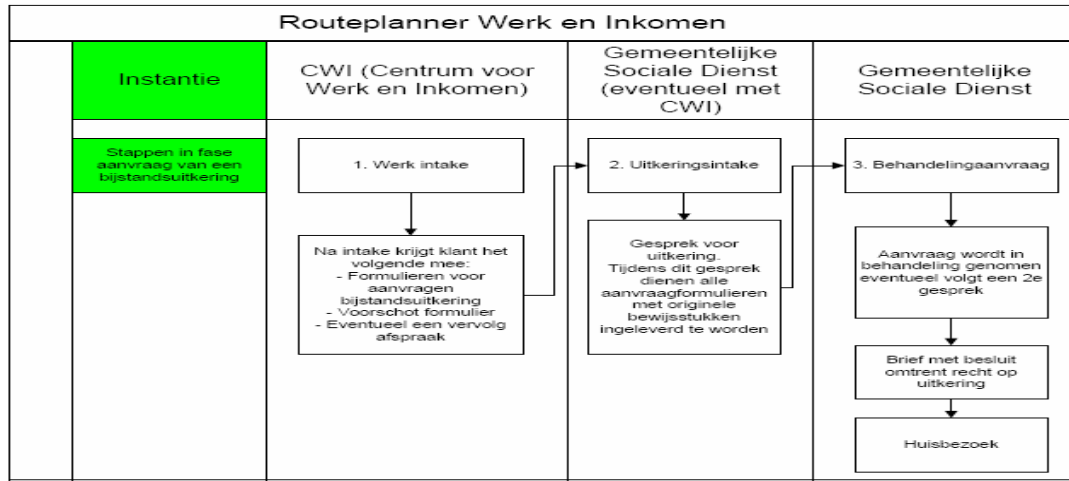 Routeplanner Werk en Inkomen
Instantie
CWI (Centrum voor
Werk en Inkomen)
Gemeentelijke
Sociale Dienst
(eventueel met
CWI)
Gemeentelijke
Sociale Dienst
Stappen in fase
aanvraag van een
bijstandsuitkering
1. Werk intake
2. Uitkeringsintake
3. Behandelingaanvraag
Na intake krijgt klant het
volgende mee:
- Formulieren voor
aanvragen
bijstandsuitkering
- Voorschot formulier
- Eventueel een vervolg
afspraak
Gesprek voor
uitkering.
Tijdens dit gesprek
dienen alle
aanvraagformulieren
met originele
bewijsstukken
ingeleverd te worden
Aanvraag wordt in
behandeling genomen
eventueel volgt een 2e
gesprek
Brief met besluit
omtrent recht op
uitkering
Huisbezoek